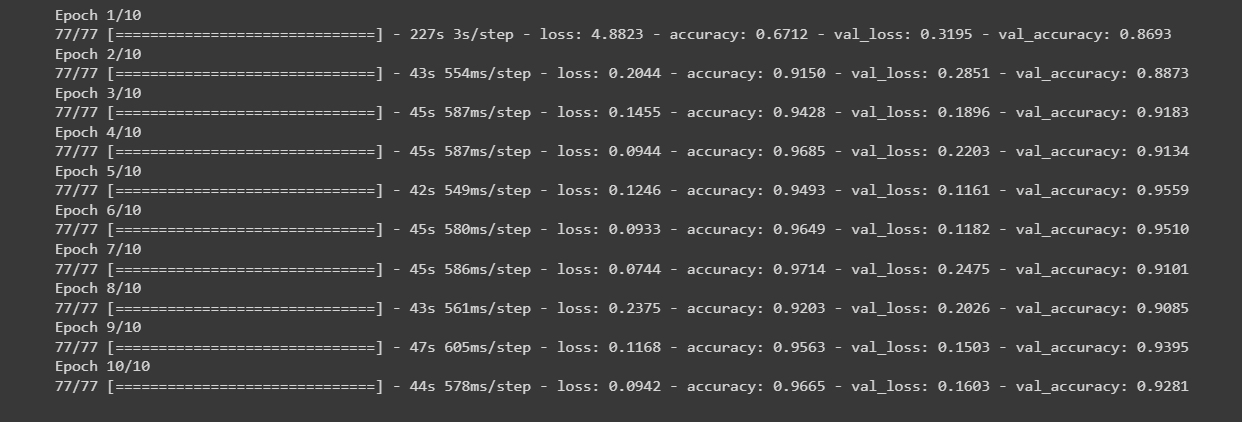 Epoch 1/10
77/77 [==============================] - 227s 3s/step - loss: 4.8823 - accuracy: 0.6712 - val_loss: 0.3195 - val_accuracy: 0.8693
Epoch 2/10
77/77 [==============================] - 43s 554ms/step - loss: 0.2044 - accuracy: 0.9150 - val_loss: 0.2851 - val_accuracy: 0.8873
Epoch 3/10
77/77 [==============================] - 45s 587ms/step - loss: 0.1455 - accuracy: 0.9428 - val_loss: 0.1896 - val_accuracy: 0.9183
Epoch 4/10
77/77 [==============================] - 45s 587ms/step - loss: 0.0944 - accuracy: 0.9685 - val_loss: 0.2203 - val_accuracy: 0.9134
Epoch 5/10
77/77 [==============================] - 42s 549ms/step - loss: 0.1246 - accuracy: 0.9493 - val_loss: 0.1161 - val_accuracy: 0.9559
Epoch 6/10
77/77 [==============================] - 45s 580ms/step - loss: 0.0933 - accuracy: 0.9649 - val_loss: 0.1182 - val_accuracy: 0.9510
Epoch 7/10
77/77 [==============================] - 45s 586ms/step - loss: 0.0744 - accuracy: 0.9714 - val_loss: 0.2475 - val_accuracy: 0.9101
Epoch 8/10
77/77 [==============================] - 43s 561ms/step - loss: 0.2375 - accuracy: 0.9203 - val_loss: 0.2026 - val_accuracy: 0.9085
Epoch 9/10
77/77 [==============================] - 47s 605ms/step - loss: 0.1168 - accuracy: 0.9563 - val_loss: 0.1503 - val_accuracy: 0.9395
Epoch 10/10
77/77 [==============================] - 44s 578ms/step - loss: 0.0942 - accuracy: 0.9665 - val_loss: 0.1603 - val_accuracy: 0.9281